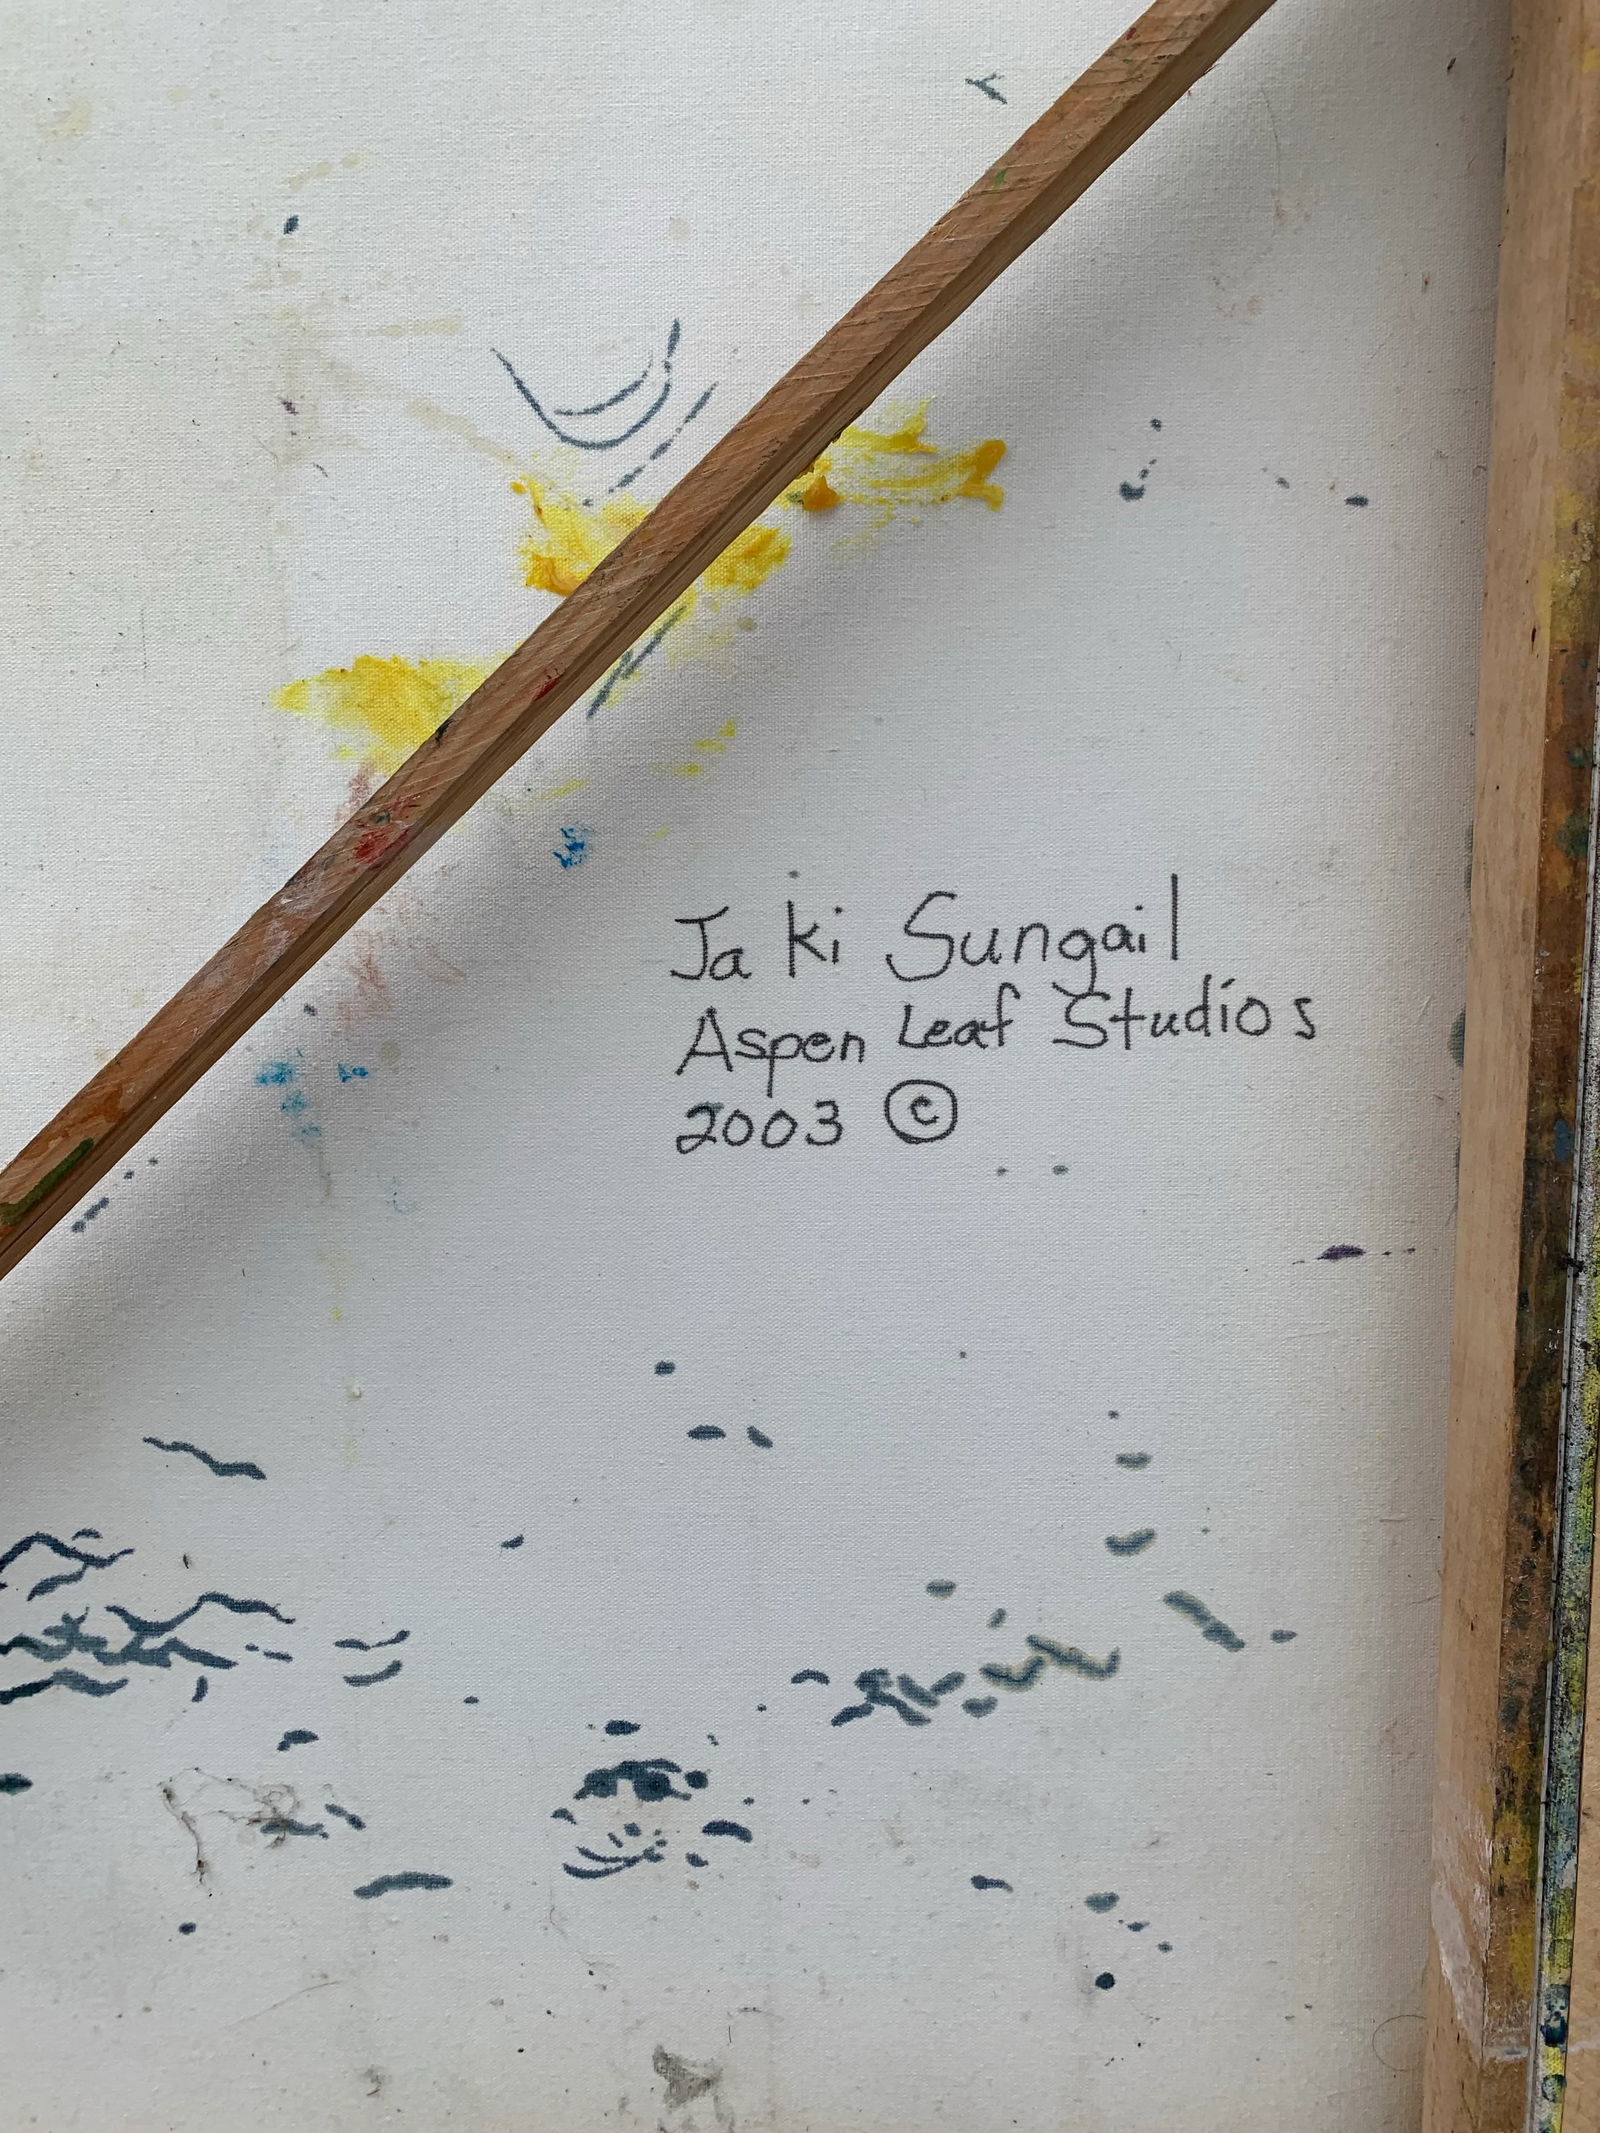 Ja ki Sungail
Aspen Leaf Studios
2003 ©